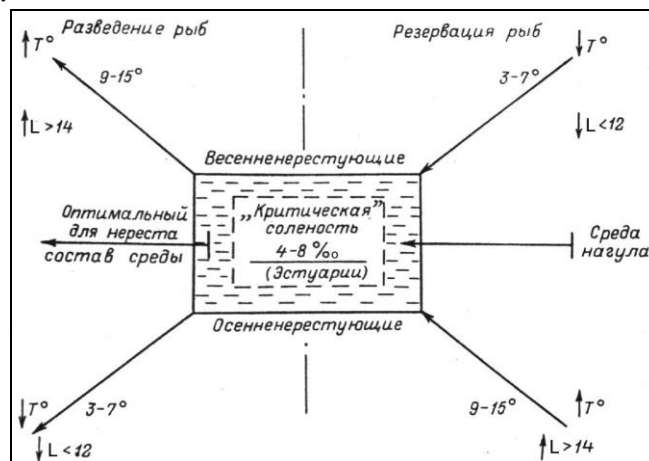 Разведение рыб
Резервация рыб
↑T°
↓T°
9-15°
3-7°
↑L>14
↓L<12
Весенненерестующие
Оптимальный
для нереста
состав среды
„Критическая”
соленость
4-8 ‰
(Эстуарии)
Среда
нагула
Осенненерестующие
↓T°
3-7°
9-15°
↑T°
↓L<12
↑L>14